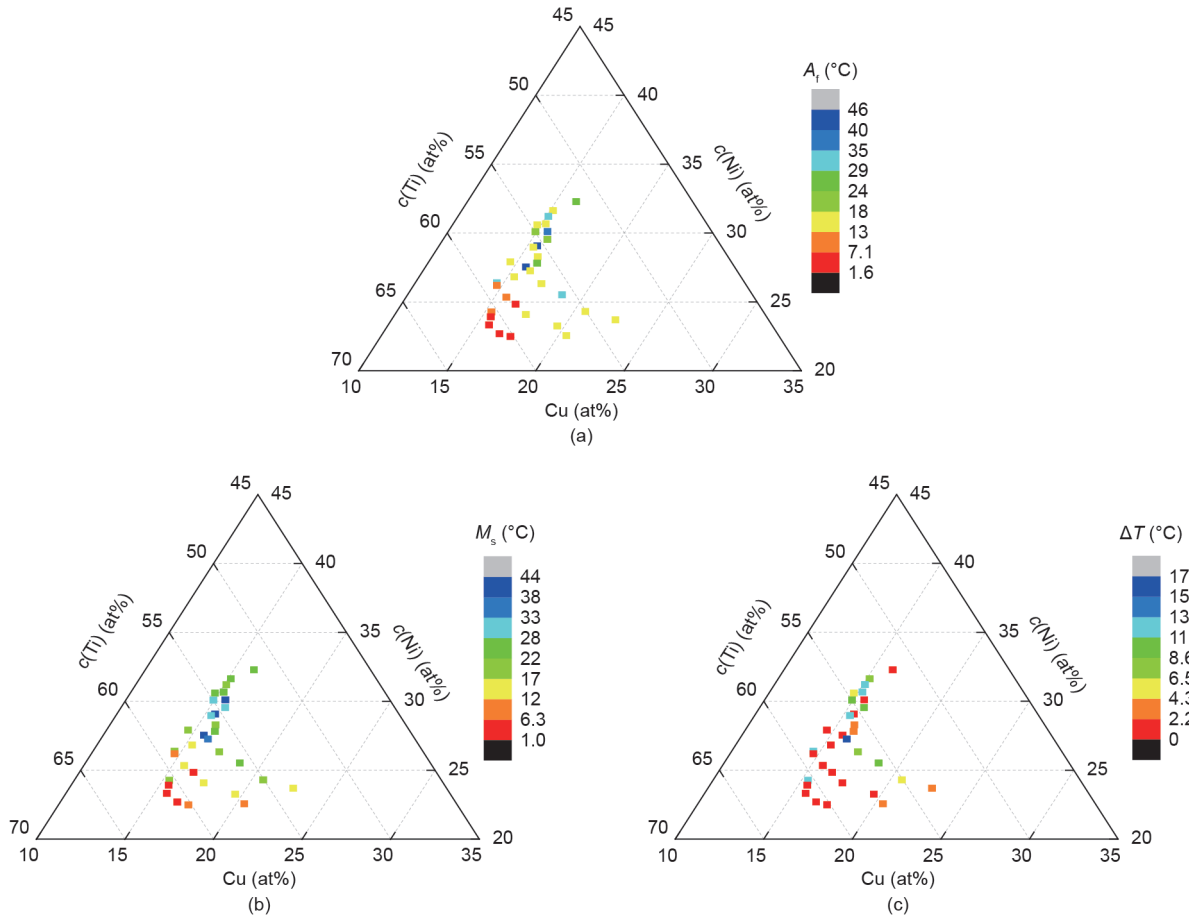 45 45
A_f (°C)
50 40
46
40
35
29
24
18
13
7.1
1.6
55 35
c(Ti) (at%)
c(Ni) (at%)
60 30
65 25
70 20
10 15 20 25 30 35
Cu (at%)
(a)
45 45
M_s (°C)
50 40
44
38
33
28
22
17
12
6.3
1.0
55 35
c(Ti) (at%)
c(Ni) (at%)
60 30
65 25
70 20
10 15 20 25 30 35
Cu (at%)
(b)
45 45
ΔT (°C)
50 40
17
15
13
11
8.6
6.5
4.3
2.2
0
55 35
c(Ti) (at%)
c(Ni) (at%)
60 30
65 25
70 20
10 15 20 25 30 35
Cu (at%)
(c)